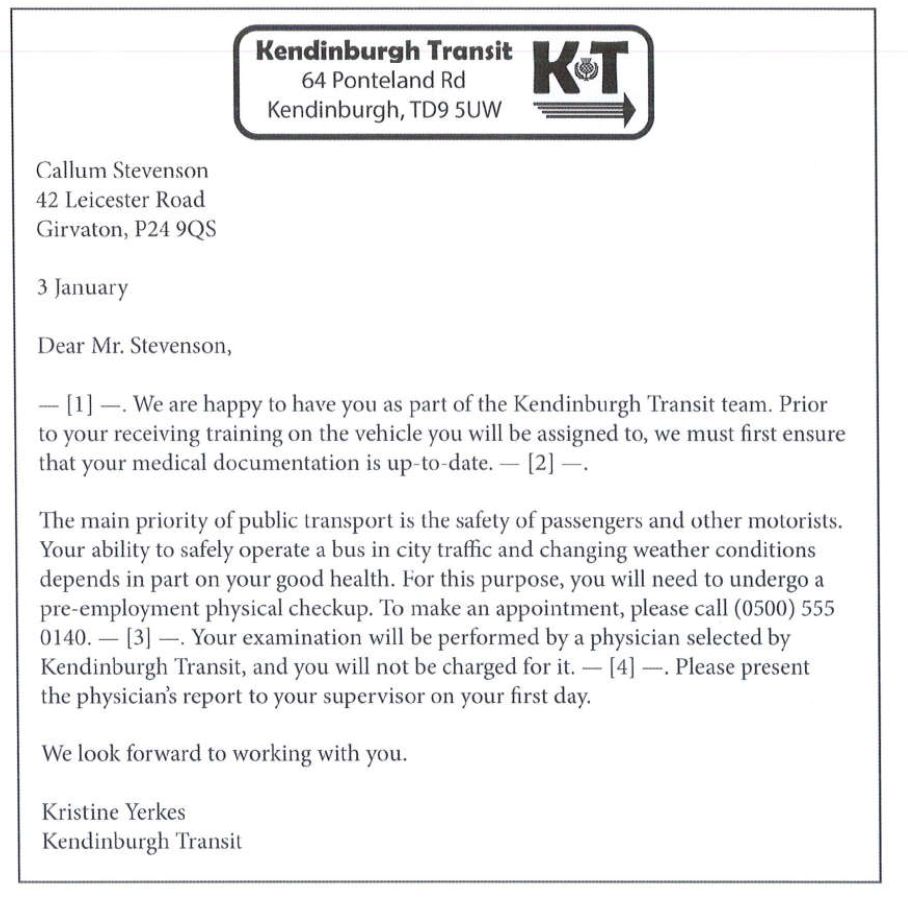 Kendinburgh Transit
64 Ponteland Rd
Kendinburgh, TD9 5UW
K T
Callum Stevenson
42 Leicester Road
Girvaton, P24 9QS
3 January
Dear Mr. Stevenson,
— [1] —. We are happy to have you as part of the Kendinburgh Transit team. Prior
to your receiving training on the vehicle you will be assigned to, we must first ensure
that your medical documentation is up-to-date. — [2] —.
The main priority of public transport is the safety of passengers and other motorists.
Your ability to safely operate a bus in city traffic and changing weather conditions
depends in part on your good health. For this purpose, you will need to undergo a
pre-employment physical checkup. To make an appointment, please call (0500) 555
0140. — [3] —. Your examination will be performed by a physician selected by
Kendinburgh Transit, and you will not be charged for it. — [4] —. Please present
the physician's report to your supervisor on your first day.
We look forward to working with you.
Kristine Yerkes
Kendinburgh Transit